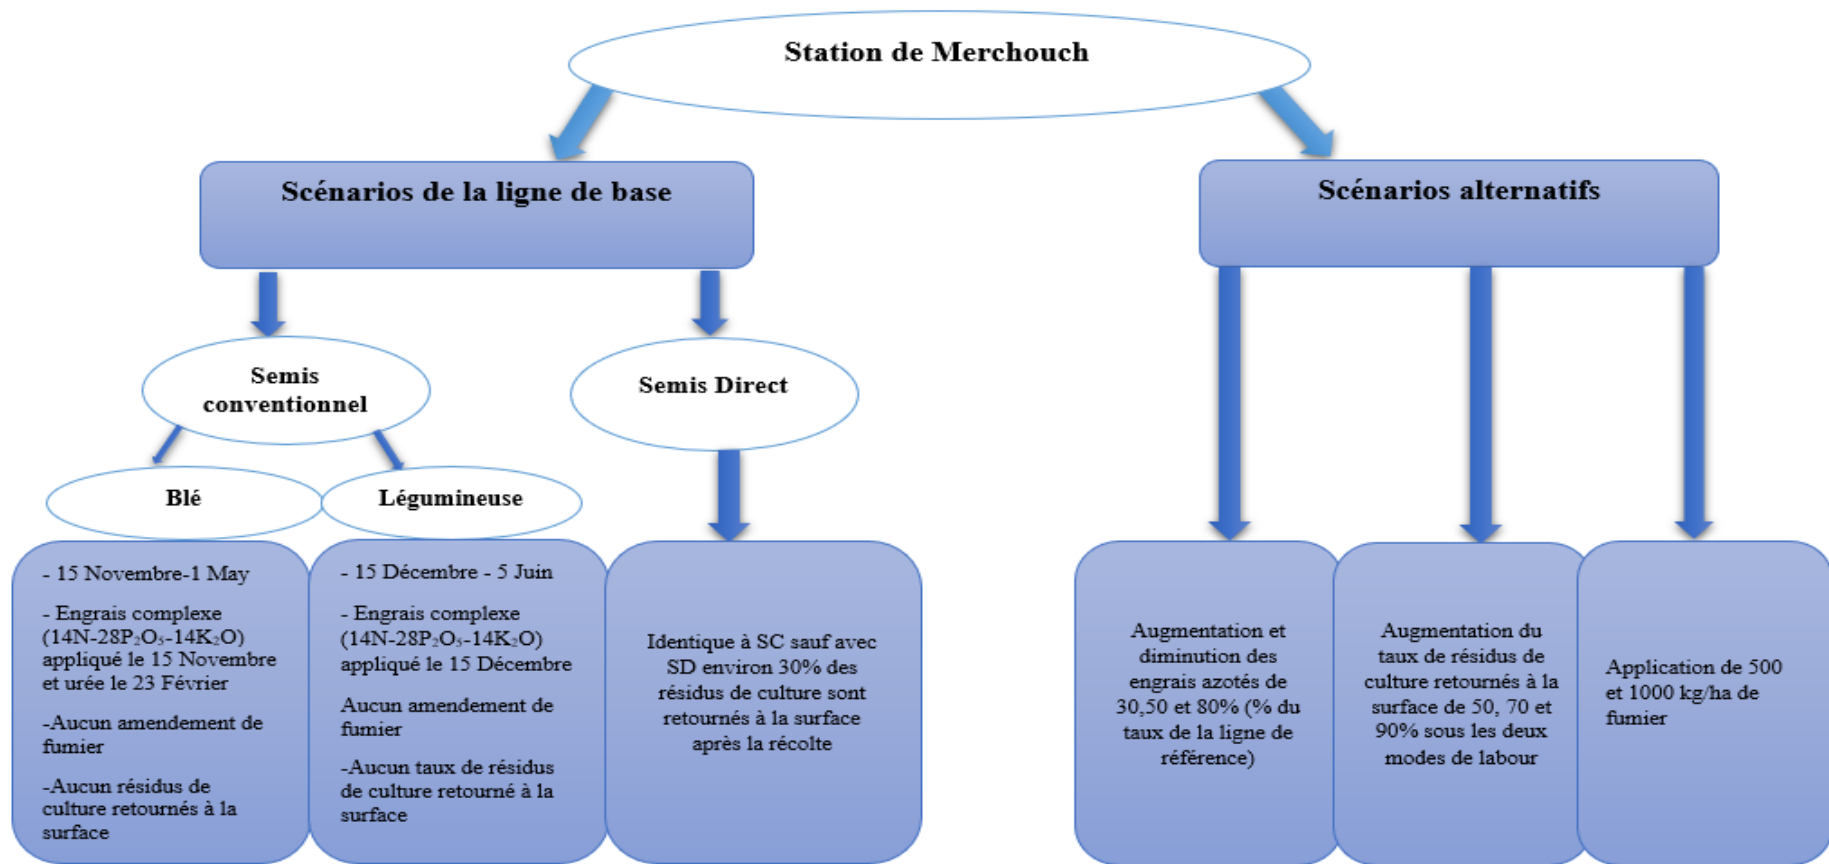 Station de Merchouch
Scénarios de la ligne de base
Scénarios alternatifs
Semis
conventionnel
Semis Direct
Blé
Légumineuse
- 15 Novembre-1 May
- Engrais complexe
(14N-28P₂O₅-14K₂O)
appliqué le 15 Novembre
et urée le 23 Février
-Aucun amendement de
fumier
-Aucun résidus de
culture retournés à la
surface
- 15 Décembre - 5 Juin
- Engrais complexe
(14N-28P₂O₅-14K₂O)
appliqué le 15 Décembre
Aucun amendement de
fumier
-Aucun taux de résidus
de culture retourné à la
surface
Identique à SC sauf avec
SD environ 30% des
résidus de culture sont
retournés à la surface
après la récolte
Augmentation et
diminution des
engrais azotés de
30,50 et 80% (% du
taux de la ligne de
référence)
Augmentation du
taux de résidus de
culture retournés à la
surface de 50, 70 et
90% sous les deux
modes de labour
Application de 500
et 1000 kg/ha de
fumier